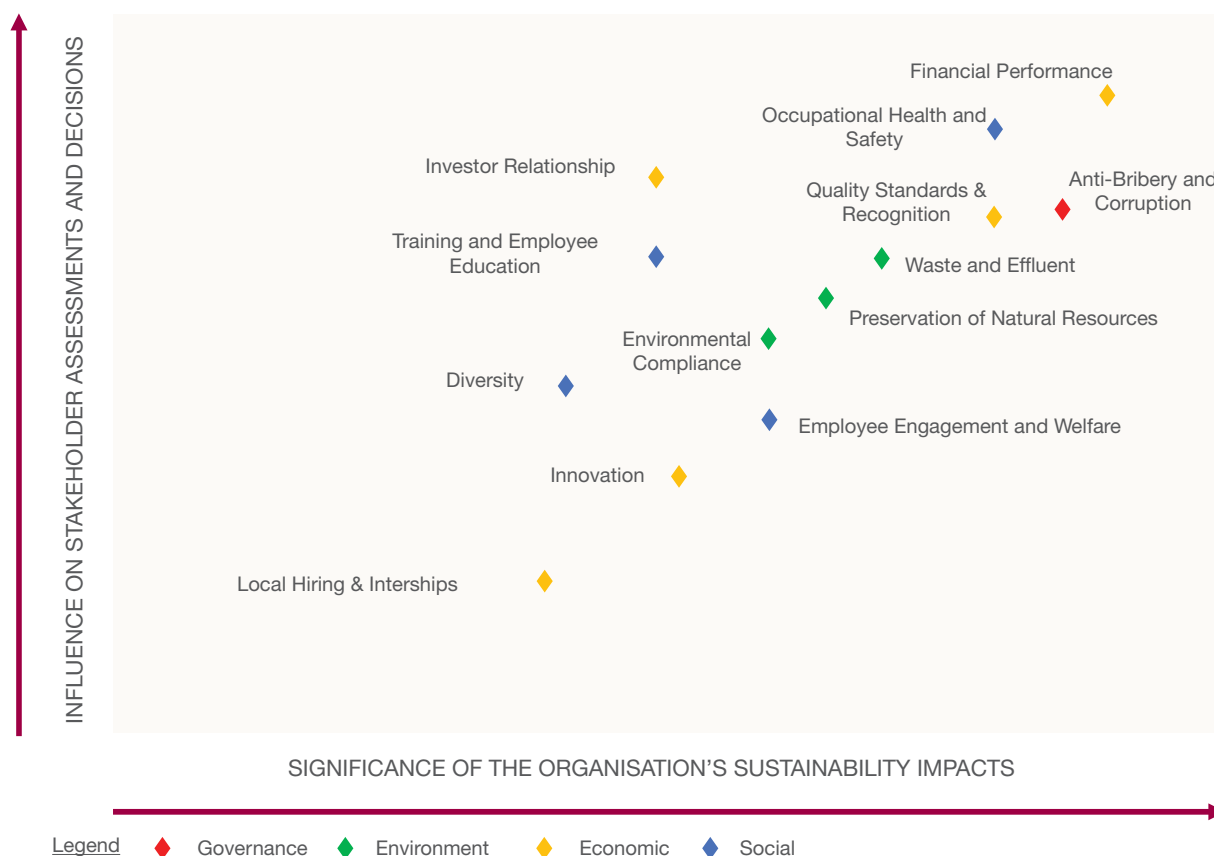 INFLUENCE ON STAKEHOLDER ASSESSMENTS AND DECISIONS
Financial Performance
Occupational Health and
Safety
Investor Relationship
Anti-Bribery and
Corruption
Quality Standards &
Recognition
Training and Employee
Education
Waste and Effluent
Preservation of Natural Resources
Environmental
Compliance
Diversity
Employee Engagement and Welfare
Innovation
Local Hiring & Interships
SIGNIFICANCE OF THE ORGANISATION'S SUSTAINABILITY IMPACTS
Legend Governance Environment Economic Social